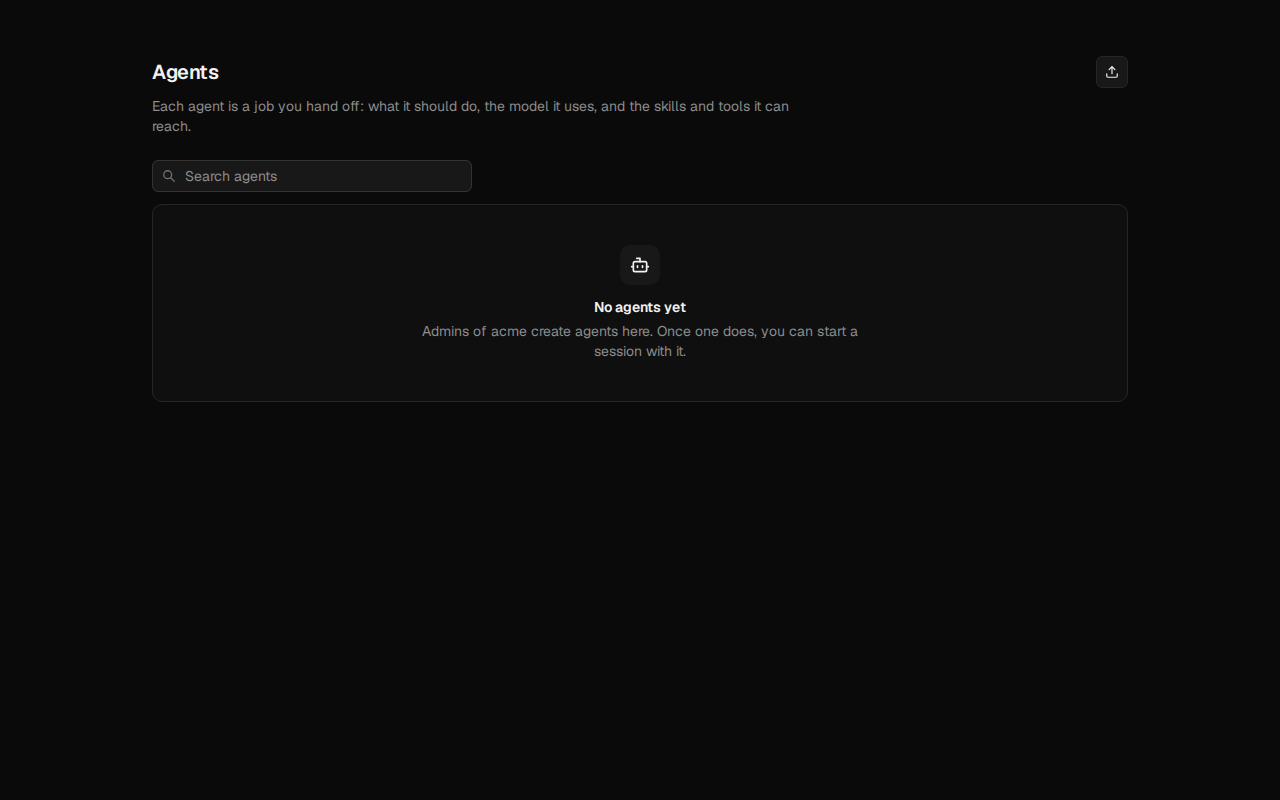 Agents
Each agent is a job you hand off: what it should do, the model it uses, and the skills and tools it can
reach.
Search agents
No agents yet
Admins of acme create agents here. Once one does, you can start a
session with it.